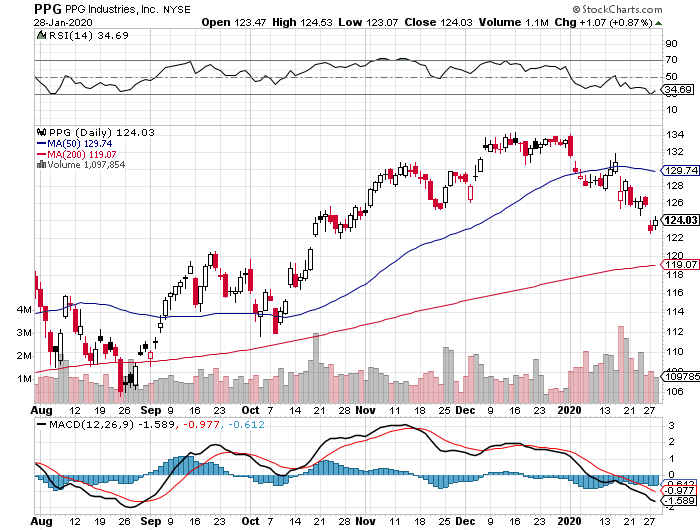 PPG PPG Industries, Inc. NYSE © StockCharts.com
28-Jan-2020 Open 123.47 High 124.53 Low 123.07 Close 124.03 Volume 1.1M Chg +1.07 (+0.87%)
RSI(14) 34.69
90
70
50
34.69
30
10
PPG (Daily) 124.03
MA(50) 129.74
MA(200) 119.07
Volume 1,097,854
134
132
129.74
128
126
124.03
122
120
119.07
118
116
114
112
110
109785
108
106
4M
3M
2M
1M
Aug 12 19 26 Sep 9 16 23 Oct 7 14 21 28 Nov 11 18 25 Dec 9 16 23 2020 13 21 27
MACD(12,26,9) -1.589, -0.977, -0.612
3
2
1
0
-0.612
-0.977
-1.589
Aug 12 19 26 Sep 9 16 23 Oct 7 14 21 28 Nov 11 18 25 Dec 9 16 23 2020 13 21 27